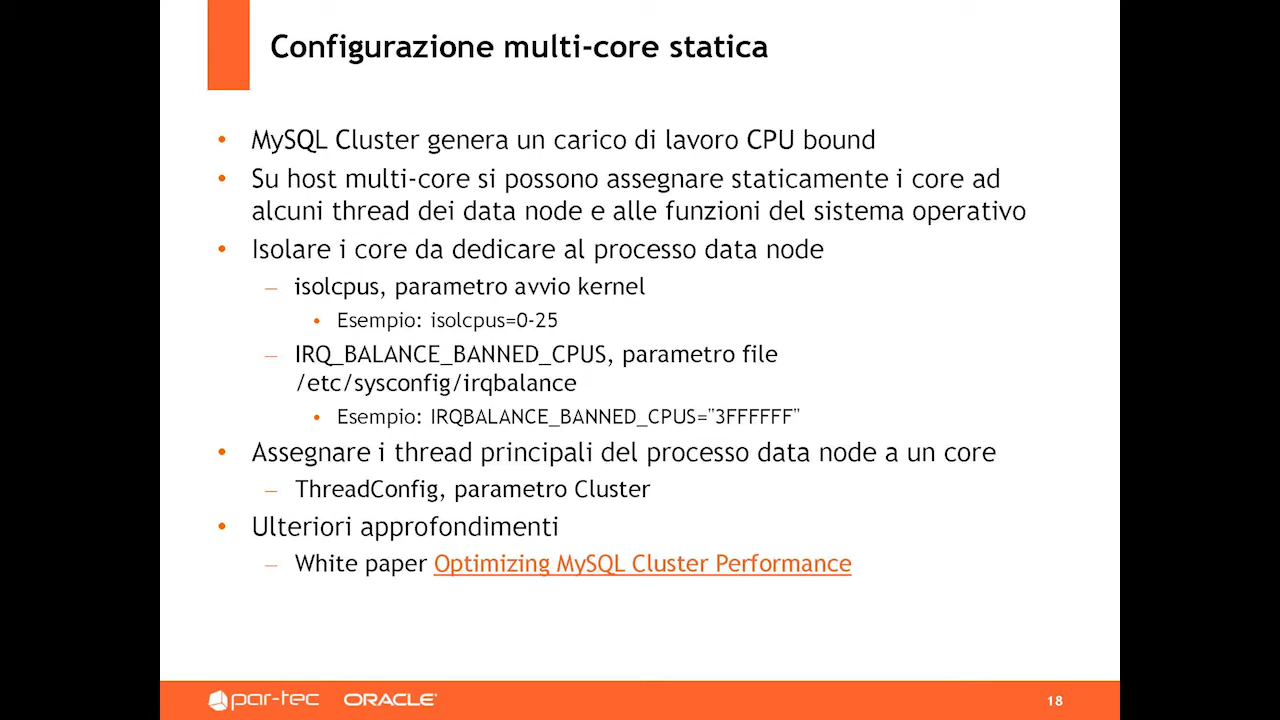 Configurazione multi-core statica
• MySQL Cluster genera un carico di lavoro CPU bound
• Su host multi-core si possono assegnare staticamente i core ad
alcuni thread dei data node e alle funzioni del sistema operativo
• Isolare i core da dedicare al processo data node
– isolcpus, parametro avvio kernel
• Esempio: isolcpus=0-25
– IRQ_BALANCE_BANNED_CPUS, parametro file
/etc/sysconfig/irqbalance
• Esempio: IRQBALANCE_BANNED_CPUS="3FFFFFF"
• Assegnare i thread principali del processo data node a un core
– ThreadConfig, parametro Cluster
• Ulteriori approfondimenti
– White paper Optimizing MySQL Cluster Performance
par-tec ORACLE 18